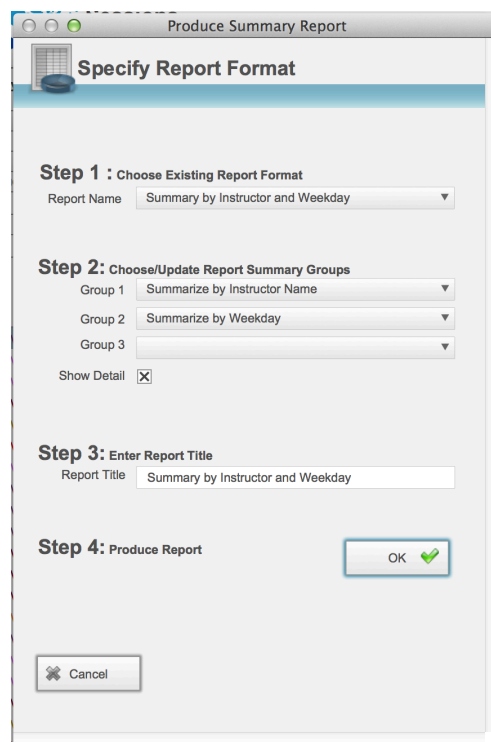 Produce Summary Report
Specify Report Format
Step 1 : Choose Existing Report Format
Report Name Summary by Instructor and Weekday
Step 2: Choose/Update Report Summary Groups
Group 1 Summarize by Instructor Name
Group 2 Summarize by Weekday
Group 3
Show Detail
Step 3: Enter Report Title
Report Title Summary by Instructor and Weekday
Step 4: Produce Report
OK
Cancel